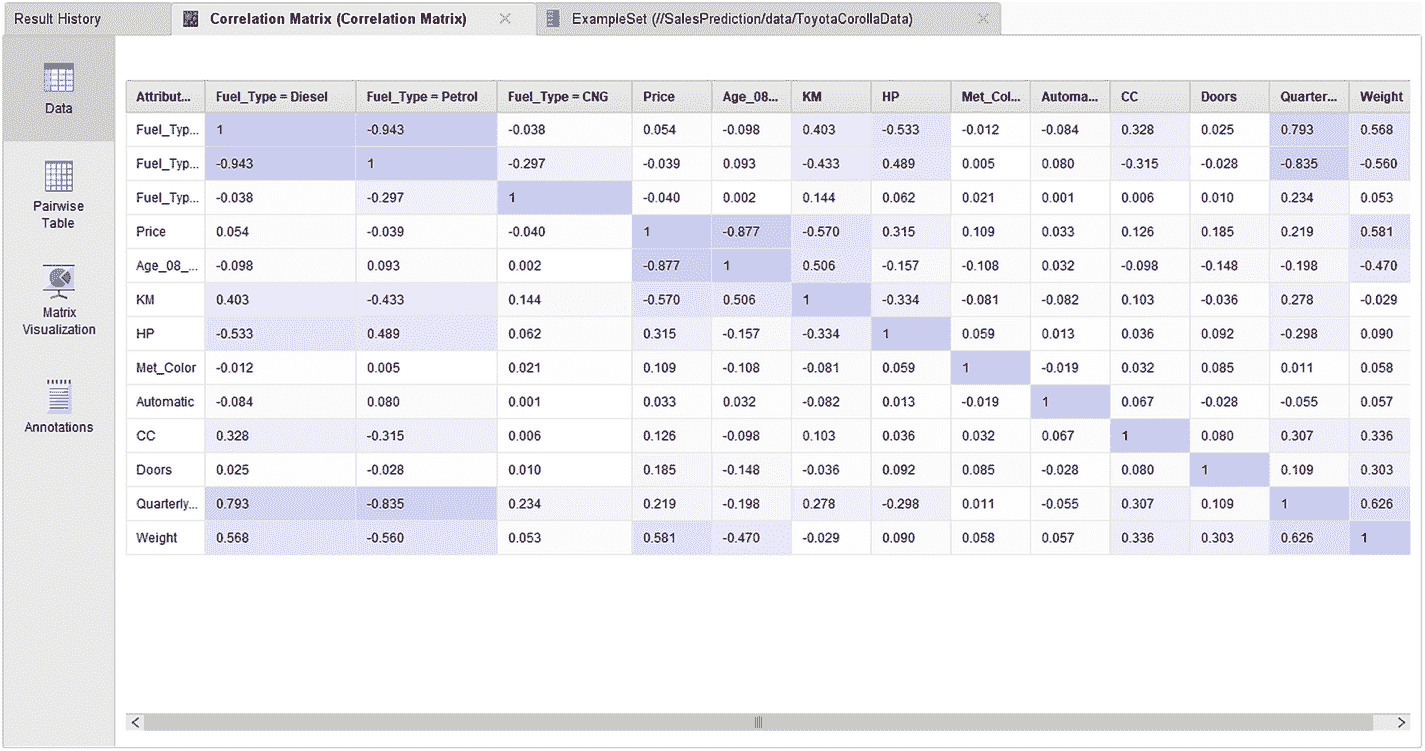 Result History Correlation Matrix (Correlation Matrix) ExampleSet (//SalesPrediction/data/ToyotaCorollaData)
Data
Pairwise
Table
Matrix
Visualization
Annotations
Attribut... Fuel_Type = Diesel Fuel_Type = Petrol Fuel_Type = CNG Price Age_08... KM HP Met_Col... Automa... CC Doors Quarter... Weight
Fuel_Typ... 1 -0.943 -0.038 0.054 -0.098 0.403 -0.533 -0.012 -0.084 0.328 0.025 0.793 0.568
Fuel_Typ... -0.943 1 -0.297 -0.039 0.093 -0.433 0.489 0.005 0.080 -0.315 -0.028 -0.835 -0.560
Fuel_Typ... -0.038 -0.297 1 -0.040 0.002 0.144 0.062 0.021 0.001 0.006 0.010 0.234 0.053
Price 0.054 -0.039 -0.040 1 -0.877 -0.570 0.315 0.109 0.033 0.126 0.185 0.219 0.581
Age_08_... -0.098 0.093 0.002 -0.877 1 0.506 -0.157 -0.108 0.032 -0.098 -0.148 -0.198 -0.470
KM 0.403 -0.433 0.144 -0.570 0.506 1 -0.334 -0.081 -0.082 0.103 -0.036 0.278 -0.029
HP -0.533 0.489 0.062 0.315 -0.157 -0.334 1 0.059 0.013 0.036 0.092 -0.298 0.090
Met_Color -0.012 0.005 0.021 0.109 -0.108 -0.081 0.059 1 -0.019 0.032 0.085 0.011 0.058
Automatic -0.084 0.080 0.001 0.033 0.032 -0.082 0.013 -0.019 1 0.067 -0.028 -0.055 0.057
CC 0.328 -0.315 0.006 0.126 -0.098 0.103 0.036 0.032 0.067 1 0.080 0.307 0.336
Doors 0.025 -0.028 0.010 0.185 -0.148 -0.036 0.092 0.085 -0.028 0.080 1 0.109 0.303
Quarterly... 0.793 -0.835 0.234 0.219 -0.198 0.278 -0.298 0.011 -0.055 0.307 0.109 1 0.626
Weight 0.568 -0.560 0.053 0.581 -0.470 -0.029 0.090 0.058 0.057 0.336 0.303 0.626 1